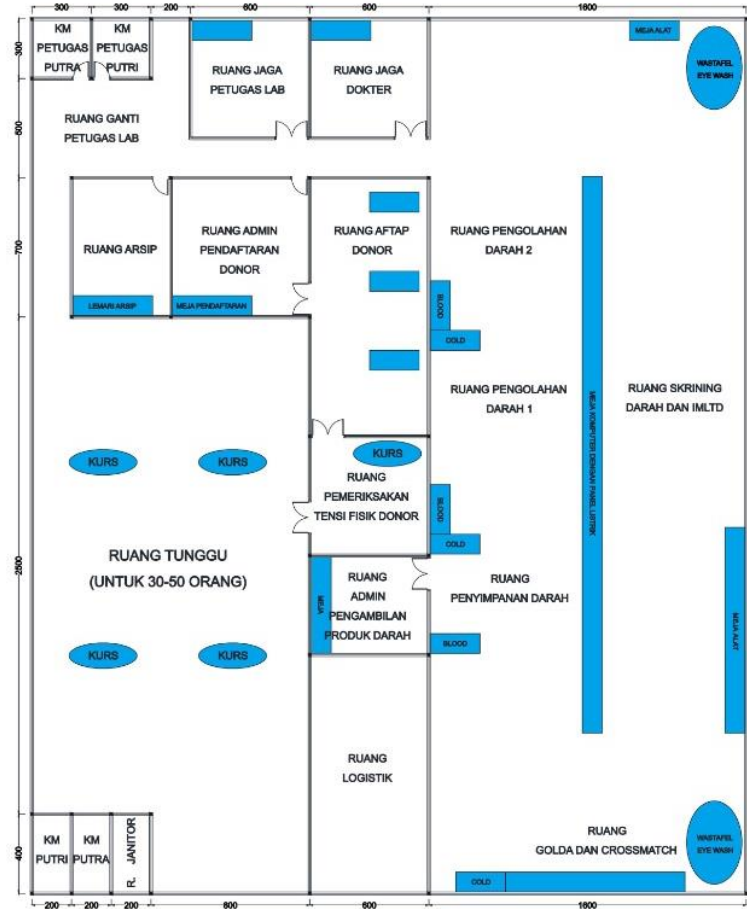 300 300 200 600 600 1600
300
600
700
2500
400
KM
PETUGAS
PUTRA
KM
PETUGAS
PUTRI
RUANG JAGA
PETUGAS LAB
RUANG JAGA
DOKTER
MEJA ALAT
WASTAFEL
EYE WASH
RUANG GANTI
PETUGAS LAB
RUANG ARSIP
LEMARI ARSIP
RUANG ADMIN
PENDAFTARAN
DONOR
MEJA PENDAFTARAN
RUANG AFTAP
DONOR
RUANG PENGOLAHAN
DARAH 2
BLOOD
COLD
RUANG PENGOLAHAN
DARAH 1
MEJA KOMPUTER DENGAN PANEL LISTRIK
RUANG SKRINING
DARAH DAN IMLTD
KURS
KURS
KURS
RUANG
PEMERIKSAKAN
TENSI FISIK DONOR
BLOOD
COLD
RUANG TUNGGU
(UNTUK 30-50 ORANG)
MEJA
RUANG
ADMIN
PENGAMBILAN
PRODUK DARAH
RUANG
PENYIMPANAN DARAH
BLOOD
MEJA ALAT
KURS
KURS
RUANG
LOGISTIK
KM
PUTRI
KM
PUTRA
R. JANITOR
RUANG
GOLDA DAN CROSSMATCH
WASTAFEL
EYE WASH
COLD
200 200 200 800 600 1600